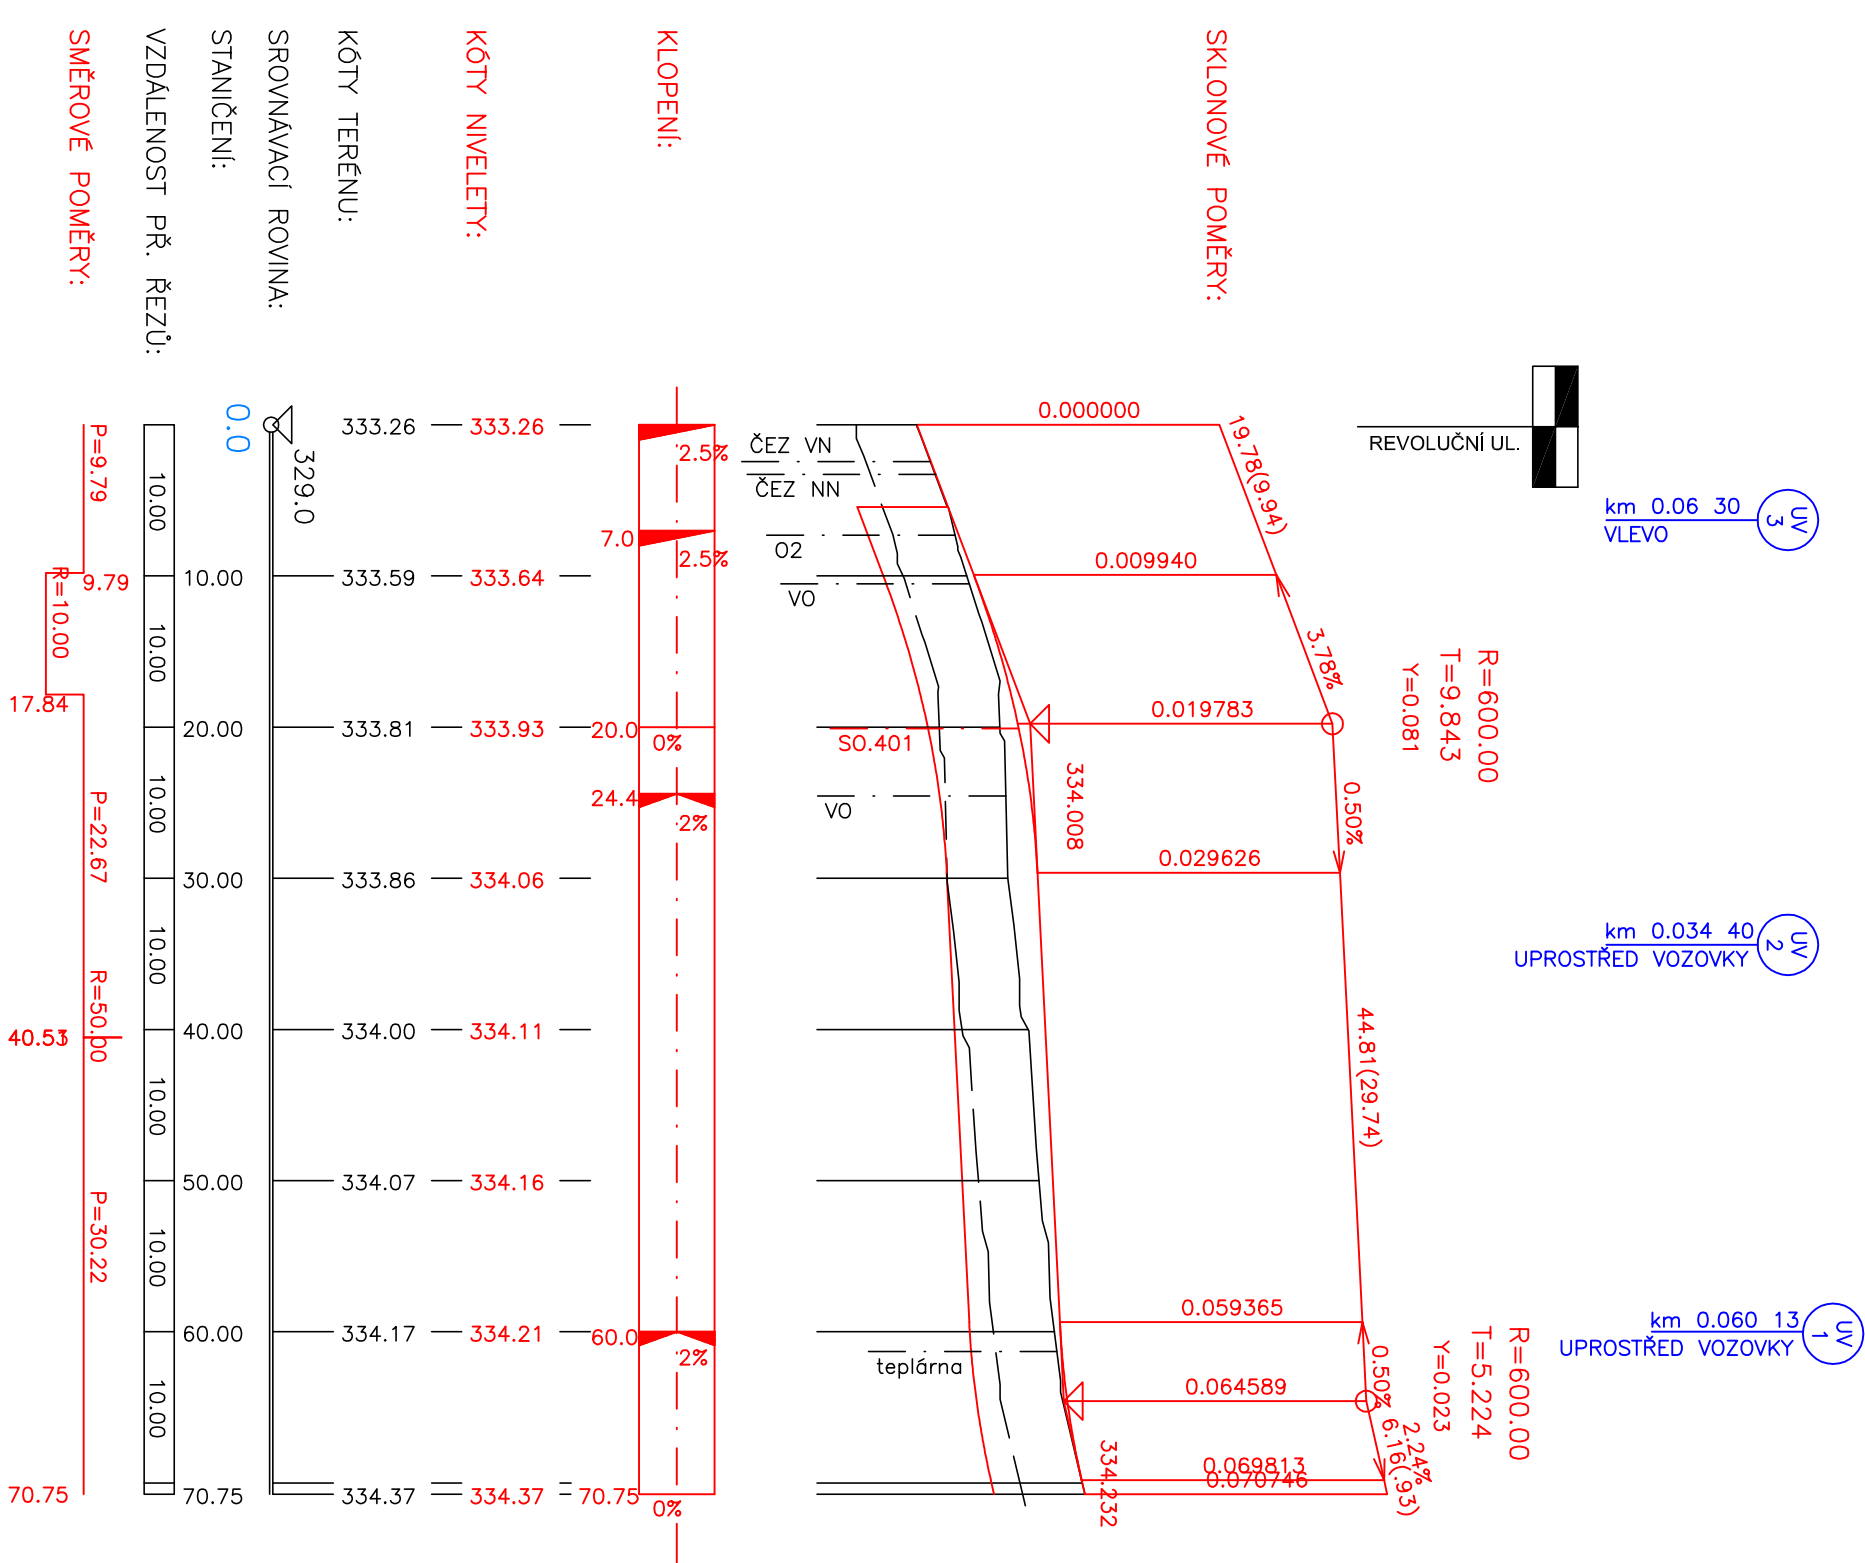 SKLONOVÉ POMĚRY:
KLOPENÍ:
KÓTY NIVELETY:
KÓTY TERÉNU:
SROVNÁVACÍ ROVINA:
STANIČENÍ:
VZDÁLENOST PŘ. ŘEZŮ:
SMĚROVÉ POMĚRY:
REVOLUČNÍ UL.
km 0.06 30
VLEVO
UV
3
km 0.034 40
UPROSTŘED VOZOVKY
UV
2
km 0.060 13
UPROSTŘED VOZOVKY
UV
1
R=600.00
T=9.843
Y=0.081
R=600.00
T=5.224
Y=0.023
19.78(9.94)
3.78%
0.50%
44.81(29.74)
0.50%
2.24%
6.16(.93)
0.000000
0.009940
0.019783
334.008
0.029626
0.059365
0.064589
0.069813
0.070746
334.232
ČEZ VN
ČEZ NN
O2
VO
SO.401
VO
teplárna
2.5%
7.0
2.5%
20.0
0%
24.4
2%
60.0
2%
70.75
0%
333.26
333.64
333.93
334.06
334.11
334.16
334.21
334.37
333.26
333.59
333.81
333.86
334.00
334.07
334.17
334.37
329.0
0.0
10.00
20.00
30.00
40.00
50.00
60.00
70.75
10.00
10.00
10.00
10.00
10.00
10.00
10.00
P=9.79
9.79
R=10.00
17.84
P=22.67
R=50.00
P=30.22
70.75